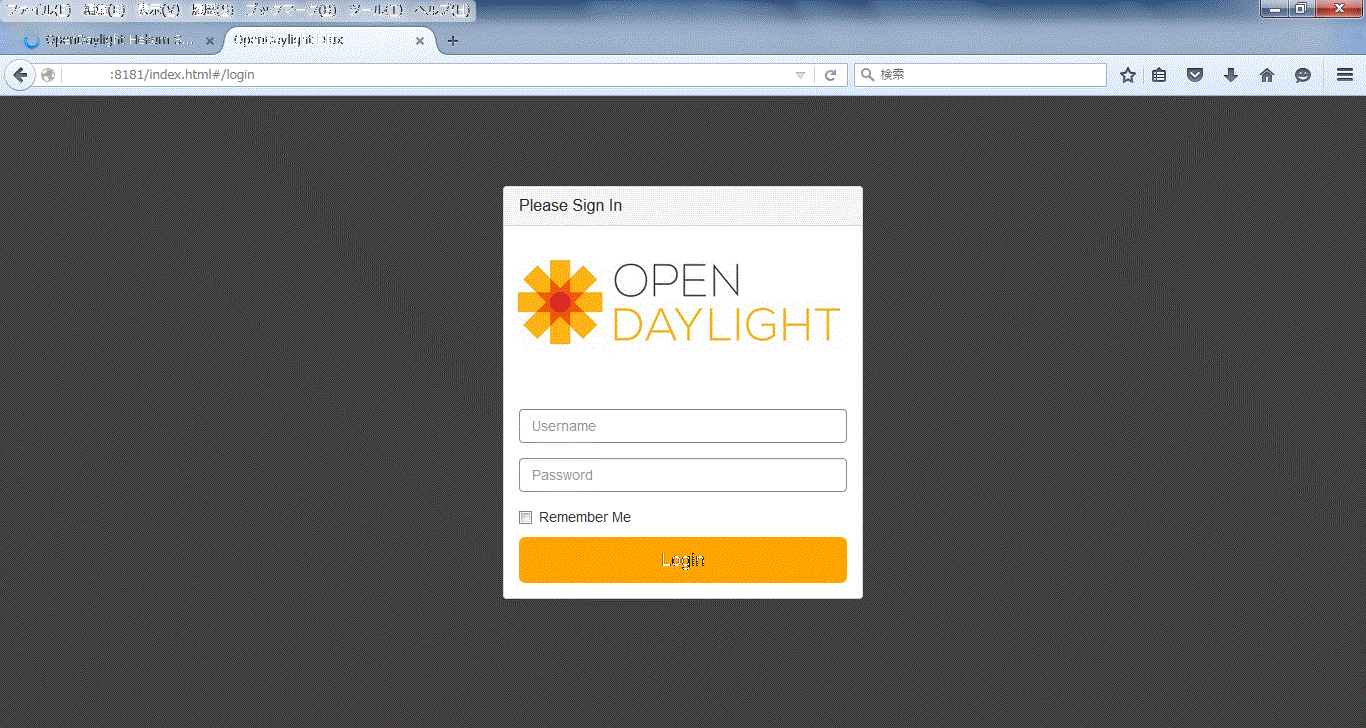 ファイル(F) 編集(E) 表示(V) 履歴(S) ブックマーク(B) ツール(T) ヘルプ(H)
OpenDaylight Helium S... OpenDaylight Dlux
:8181/index.html#/login 検索
Please Sign In
OPEN
DAYLIGHT
Username
Password
Remember Me
Login